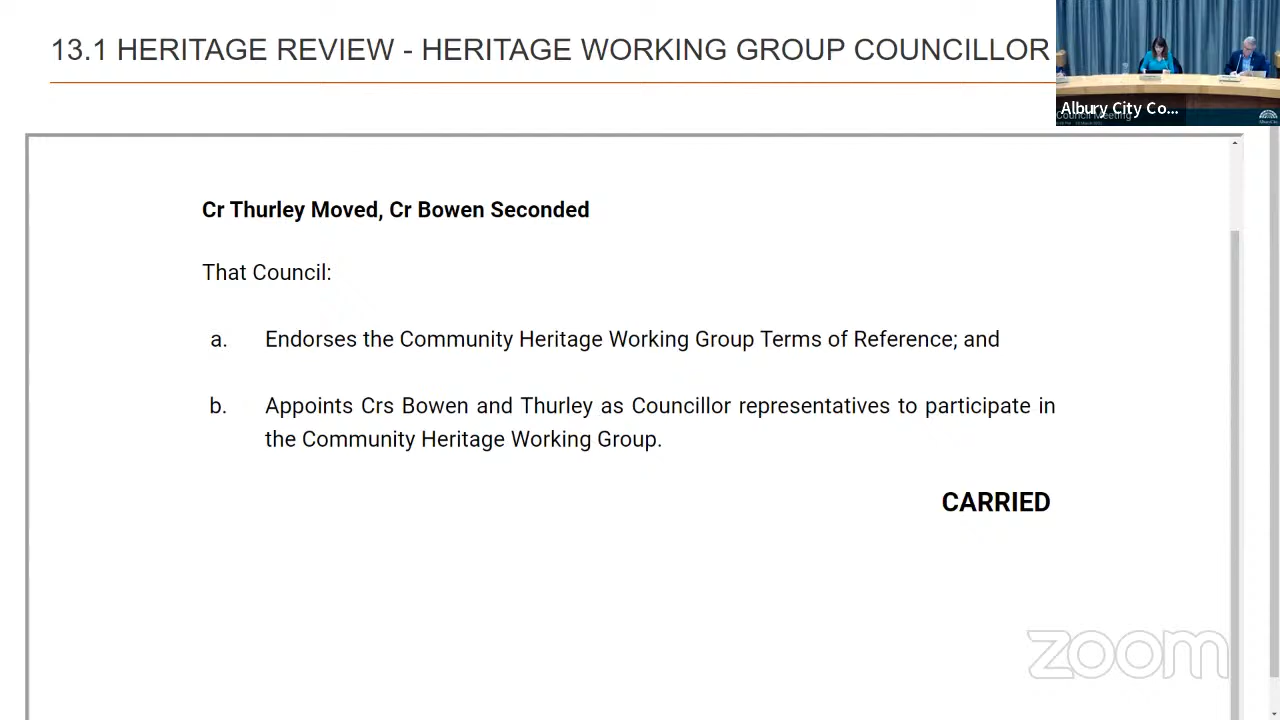 13.1 HERITAGE REVIEW - HERITAGE WORKING GROUP COUNCILLOR
Albury City Co...
Council Meeting
Cr Thurley Moved, Cr Bowen Seconded
That Council:
a. Endorses the Community Heritage Working Group Terms of Reference; and
b. Appoints Crs Bowen and Thurley as Councillor representatives to participate in
the Community Heritage Working Group.
CARRIED
zoom